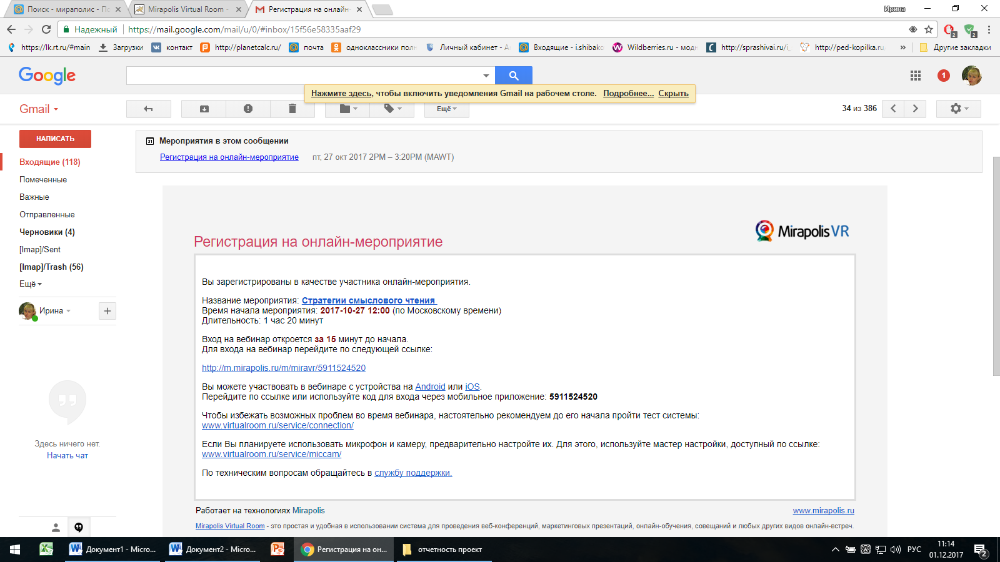 Поиск - мираполис - По
Mirapolis Virtual Room -
Регистрация на онлайн-
Ирина
Надежный
https://mail.google.com/mail/u/0/#inbox/15f56e58335aaf29
2
2
https://lk.rt.ru/#main
Загрузки
контакт
http://planetcalc.ru/
почта
одноклассники полн
Личный кабинет - А
Входящие - i.shibako
Wildberries.ru - модн
http://sprashivai.ru/i_
http://ped-kopilka.ru
»
Другие закладки
Google
1
Нажмите здесь, чтобы включить уведомления Gmail на рабочем столе. Подробнее... Скрыть
Gmail
Ещё
34 из 386
НАПИСАТЬ
Входящие (118)
Помеченные
Важные
Отправленные
Черновики (4)
[Imap]/Sent
[Imap]/Trash (56)
Ещё
Ирина
+
Здесь ничего нет.
Начать чат
31 Мероприятия в этом сообщении
Регистрация на онлайн-мероприятие пт, 27 окт 2017 2PM – 3:20PM (MAWT)
Mirapolis VR
Регистрация на онлайн-мероприятие
Вы зарегистрированы в качестве участника онлайн-мероприятия.
Название мероприятия: Стратегии смыслового чтения
Время начала мероприятия: 2017-10-27 12:00 (по Московскому времени)
Длительность: 1 час 20 минут
Вход на вебинар откроется за 15 минут до начала.
Для входа на вебинар перейдите по следующей ссылке:
http://m.mirapolis.ru/m/miravr/5911524520
Вы можете участвовать в вебинаре с устройства на Android или iOS.
Перейдите по ссылке или используйте код для входа через мобильное приложение: 5911524520
Чтобы избежать возможных проблем во время вебинара, настоятельно рекомендуем до его начала пройти тест системы:
www.virtualroom.ru/service/connection/
Если Вы планируете использовать микрофон и камеру, предварительно настройте их. Для этого, используйте мастер настройки, доступный по ссылке:
www.virtualroom.ru/service/miccam/
По техническим вопросам обращайтесь в службу поддержки.
Работает на технологиях Mirapolis
www.mirapolis.ru
Mirapolis Virtual Room - это простая и удобная в использовании система для проведения веб-конференций, маркетинговых презентаций, онлайн-обучения, совещаний и любых других видов онлайн-встреч.
Документ1 - Micro...
Документ2 - Micro...
Регистрация на он...
отчетность проект
РУС
11:14
01.12.2017
2